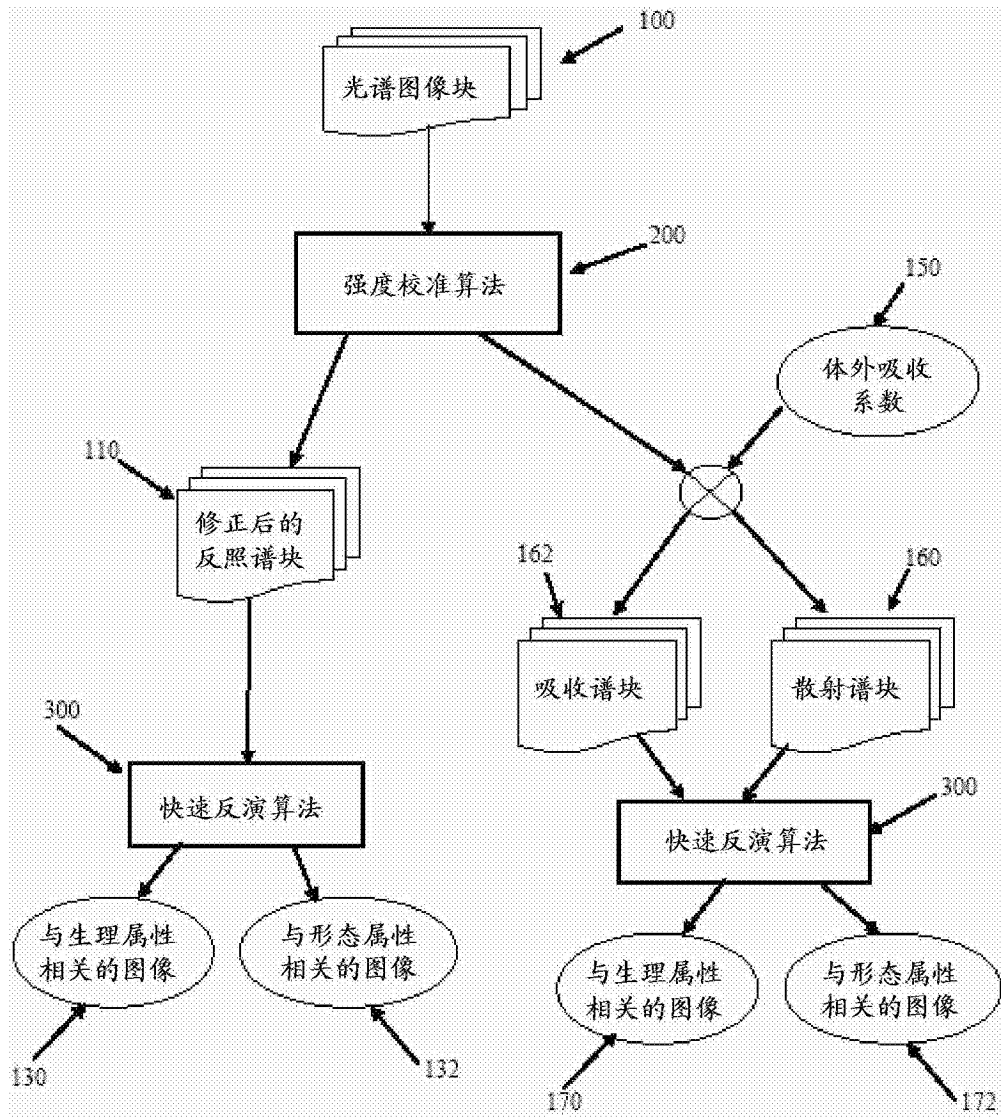 100
光谱图像块
200
强度校准算法
150
体外吸收
系数
110
修正后的
反照谱块
162
160
吸收谱块
散射谱块
300
快速反演算法
300
快速反演算法
与生理属性
相关的图像
与形态属性
相关的图像
与生理属性
相关的图像
与形态属性
相关的图像
130
132
170
172